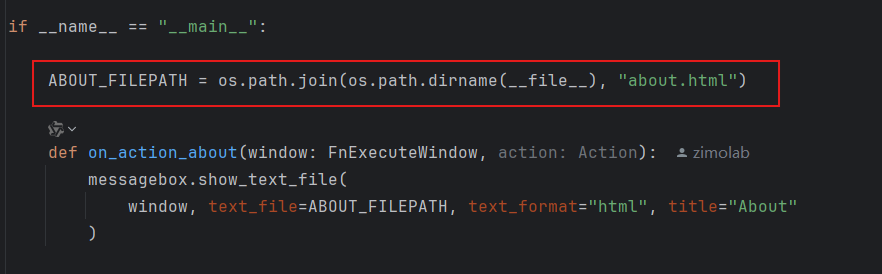 if __name__ == "__main__":
ABOUT_FILEPATH = os.path.join(os.path.dirname(__file__), "about.html")
def on_action_about(window: FnExecuteWindow, action: Action): zimolab
messagebox.show_text_file(
window, text_file=ABOUT_FILEPATH, text_format="html", title="About"
)